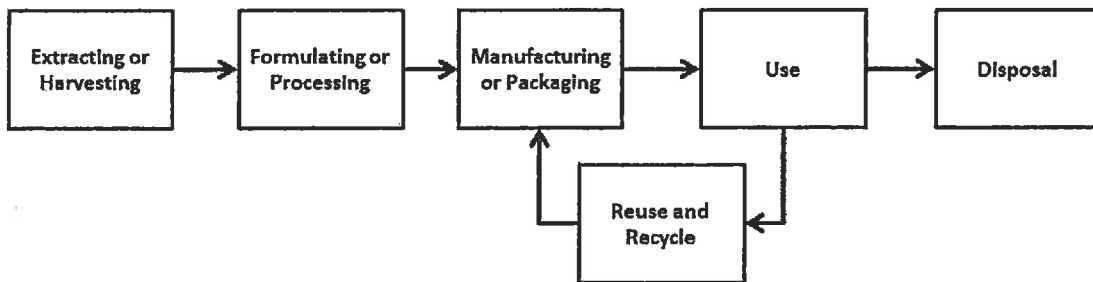 Extracting or
Harvesting
Formulating or
Processing
Manufacturing
or Packaging
Use
Disposal
Reuse and
Recycle